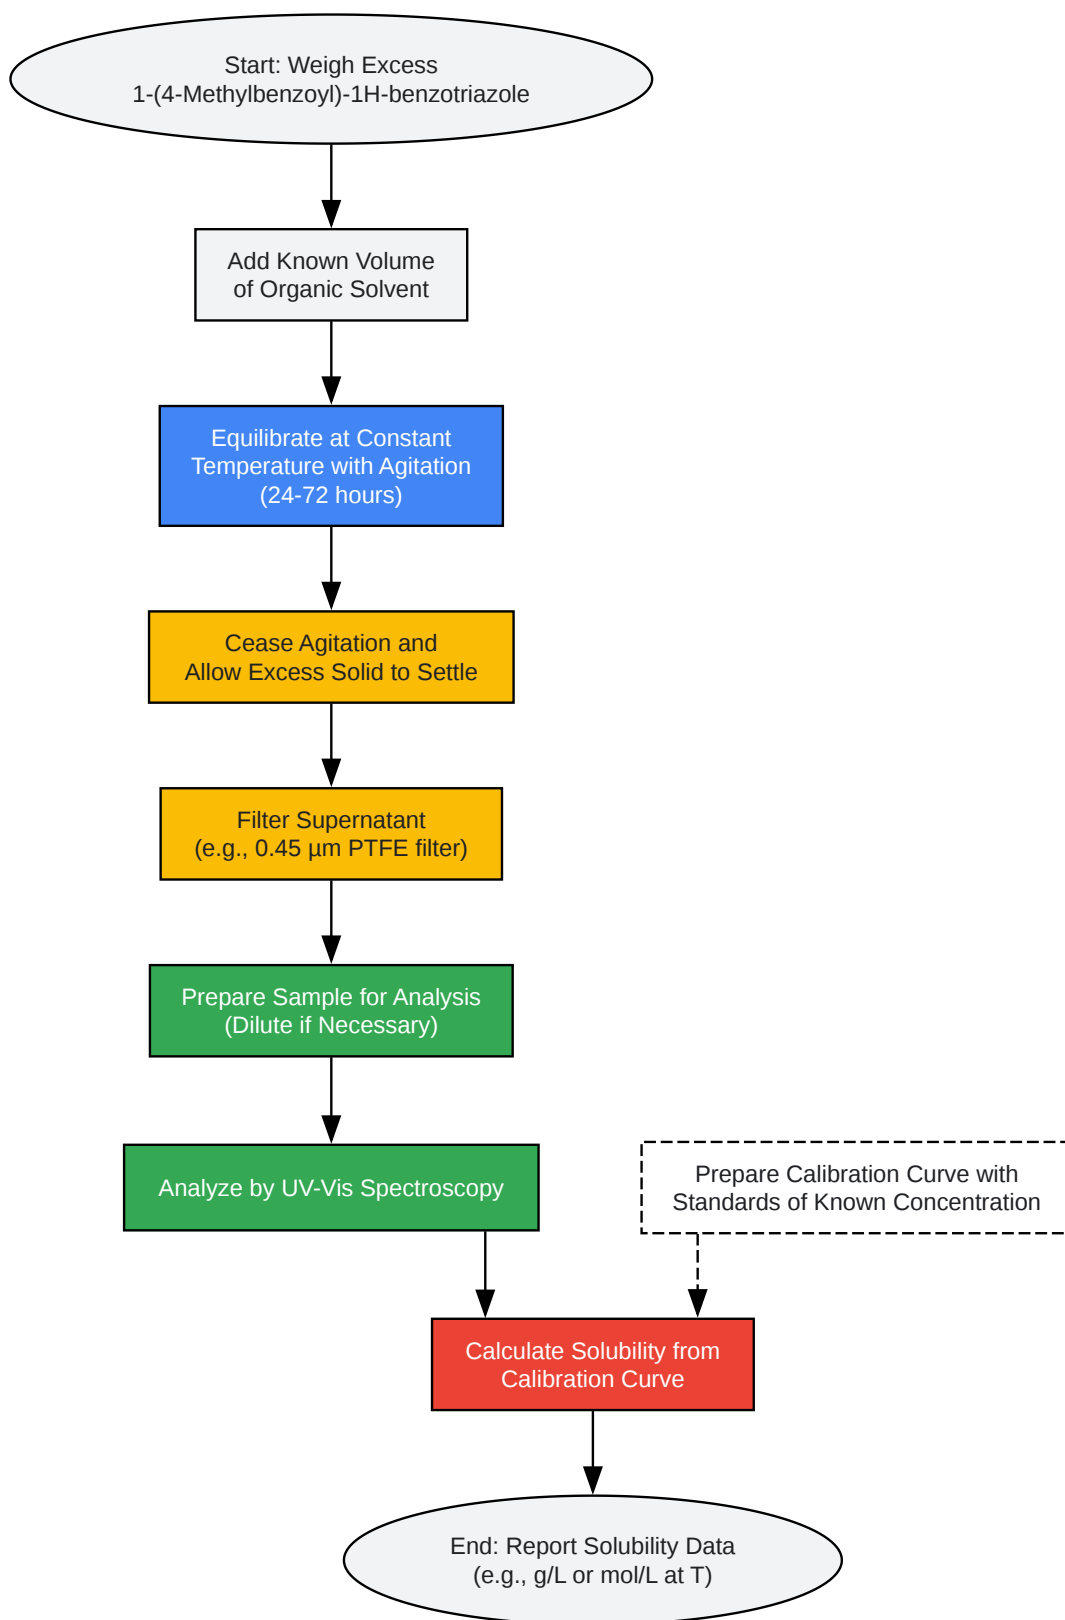 Start: Weigh Excess
1-(4-Methylbenzoyl)-1H-benzotriazole
Add Known Volume
of Organic Solvent
Equilibrate at Constant
Temperature with Agitation
(24-72 hours)
Cease Agitation and
Allow Excess Solid to Settle
Filter Supernatant
(e.g., 0.45 µm PTFE filter)
Prepare Sample for Analysis
(Dilute if Necessary)
Analyze by UV-Vis Spectroscopy
Prepare Calibration Curve with
Standards of Known Concentration
Calculate Solubility from
Calibration Curve
End: Report Solubility Data
(e.g., g/L or mol/L at T)